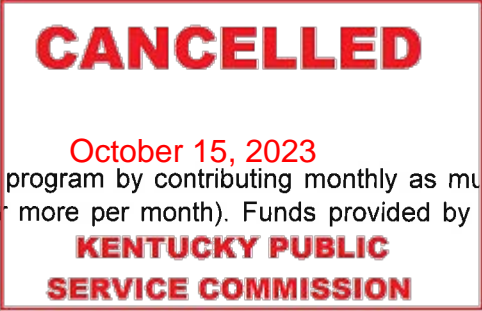 CANCELLED
October 15, 2023
program by contributing monthly as mu
more per month). Funds provided by
KENTUCKY PUBLIC
SERVICE COMMISSION